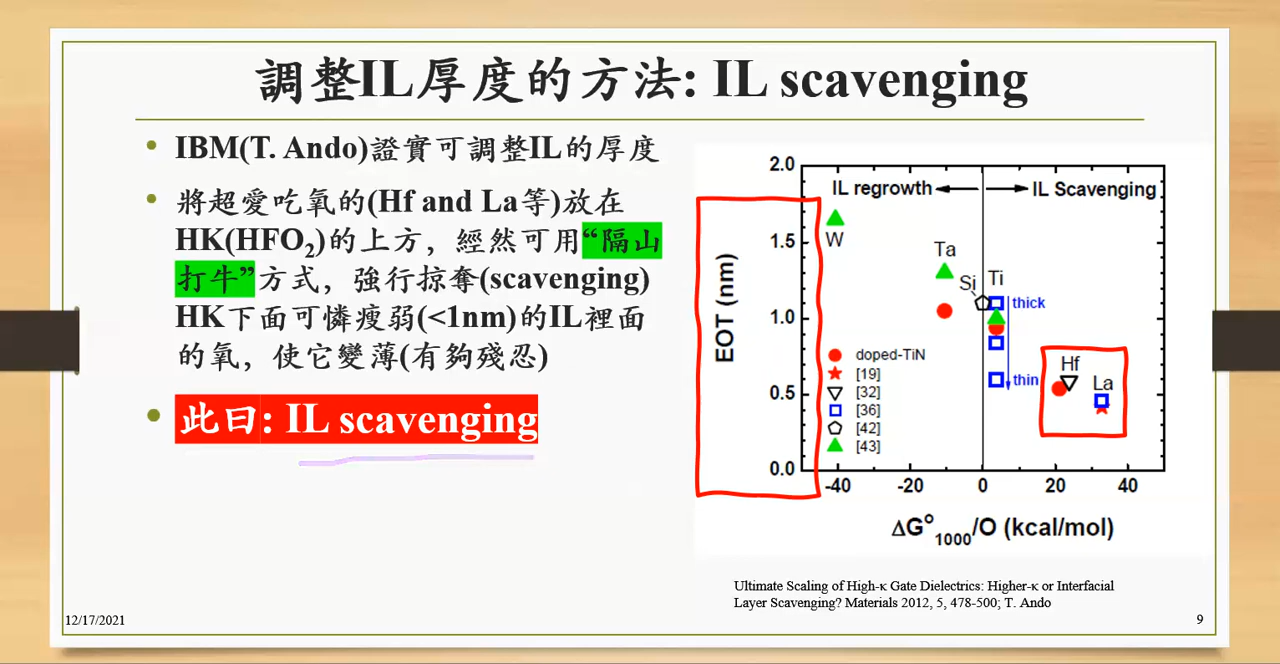 調整IL厚度的方法: IL scavenging
• IBM(T. Ando)證實可調整IL的厚度
• 將超愛吃氧的(Hf and La等)放在
HK(HFO₂)的上方，經然可用“隔山
打牛”方式，強行掠奪(scavenging)
HK下面可憐瘦弱(<1nm)的IL裡面
的氧，使它變薄(有夠殘忍)
• 此曰: IL scavenging
2.0
1.5
1.0
0.5
0.0
EOT (nm)
IL regrowth
IL Scavenging
W
Ta
Si
Ti
thick
thin
Hf
La
doped-TiN
[19]
[32]
[36]
[42]
[43]
-40 -20 0 20 40
ΔG°₁₀₀₀/O (kcal/mol)
Ultimate Scaling of High-κ Gate Dielectrics: Higher-κ or Interfacial
Layer Scavenging? Materials 2012, 5, 478-500; T. Ando
12/17/2021
9